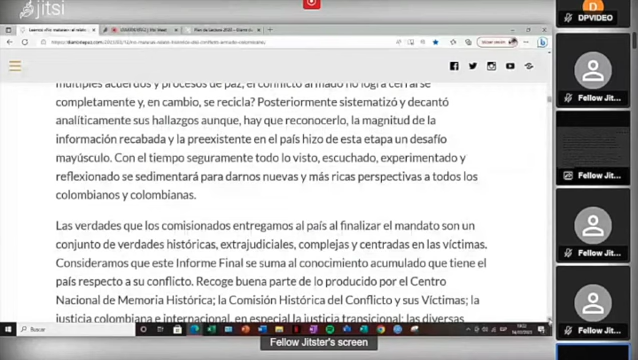 jitsi
DPVIDEO
múltiples acuerdos y procesos de paz, el conflicto armado no logra cerrarse
completamente y, en cambio, se recicla? Posteriormente sistematizó y decantó
analíticamente sus hallazgos aunque, hay que reconocerlo, la magnitud de la
información recabada y la preexistente en el país hizo de esta etapa un desafío
mayúsculo. Con el tiempo seguramente todo lo visto, escuchado, experimentado y
reflexionado se sedimentará para darnos nuevas y más ricas perspectivas a todos los
colombianos y colombianas.
Las verdades que los comisionados entregamos al país al finalizar el mandato son un
conjunto de verdades históricas, extrajudiciales, complejas y centradas en las víctimas.
Consideramos que este Informe Final se suma al conocimiento acumulado que tiene el
país respecto a su conflicto. Recoge buena parte de lo producido por el Centro
Nacional de Memoria Histórica; la Comisión Histórica del Conflicto y sus Víctimas; la
justicia colombiana e internacional, en especial la justicia transicional; las diversas
Fellow Jit...
Fellow Jit...
Fellow Jit...
Fellow Jit...
Buscar
ESP
Fellow Jitster's screen